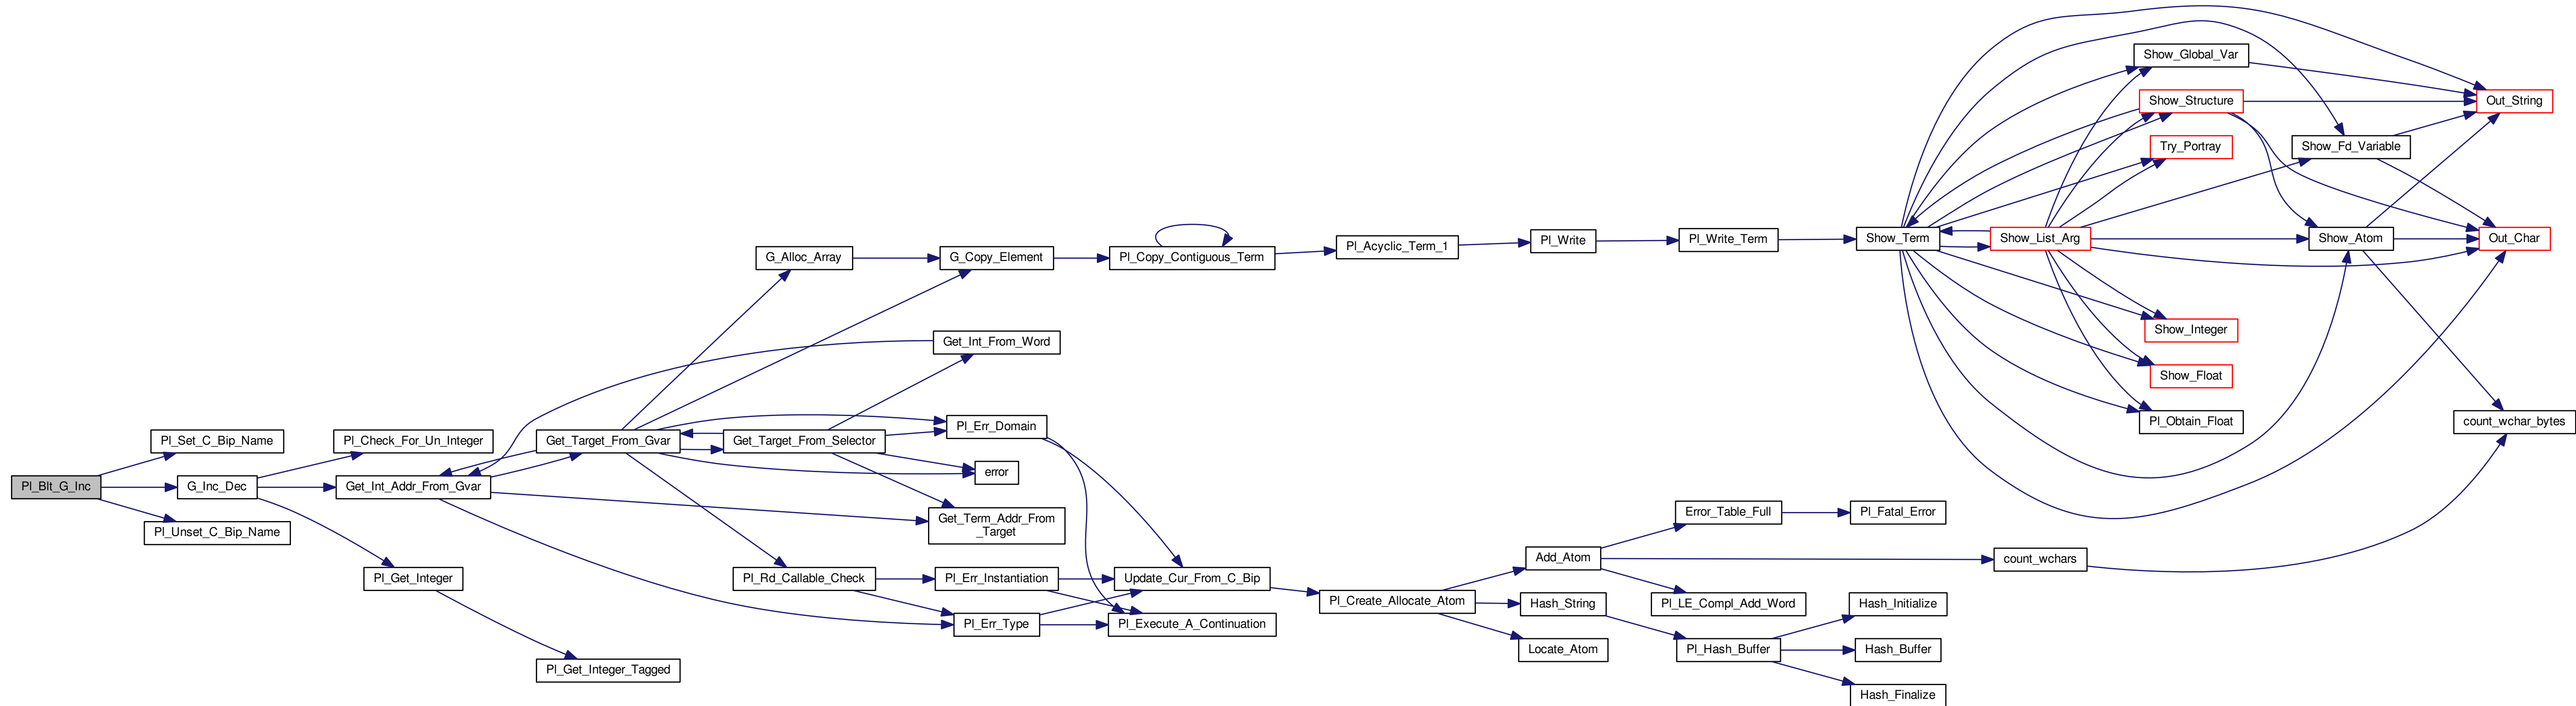 Pl_Blt_G_Inc
Pl_Set_C_Bip_Name
G_Inc_Dec
Pl_Unset_C_Bip_Name
Pl_Check_For_Un_Integer
Get_Int_Addr_From_Gvar
Pl_Get_Integer
Get_Target_From_Gvar
Pl_Get_Integer_Tagged
G_Alloc_Array
Get_Target_From_Selector
Pl_Rd_Callable_Check
G_Copy_Element
Get_Int_From_Word
Pl_Err_Domain
error
Get_Term_Addr_From
_Target
Pl_Err_Instantiation
Pl_Err_Type
Pl_Copy_Contiguous_Term
Update_Cur_From_C_Bip
Pl_Execute_A_Continuation
Pl_Acyclic_Term_1
Pl_Create_Allocate_Atom
Pl_Write
Add_Atom
Hash_String
Locate_Atom
Pl_Write_Term
Error_Table_Full
Pl_LE_Compl_Add_Word
Pl_Hash_Buffer
Show_Term
Pl_Fatal_Error
Hash_Initialize
Hash_Buffer
Hash_Finalize
Show_List_Arg
count_wchars
Show_Global_Var
Show_Structure
Try_Portray
Show_Integer
Show_Float
Pl_Obtain_Float
Show_Fd_Variable
Show_Atom
Out_String
Out_Char
count_wchar_bytes